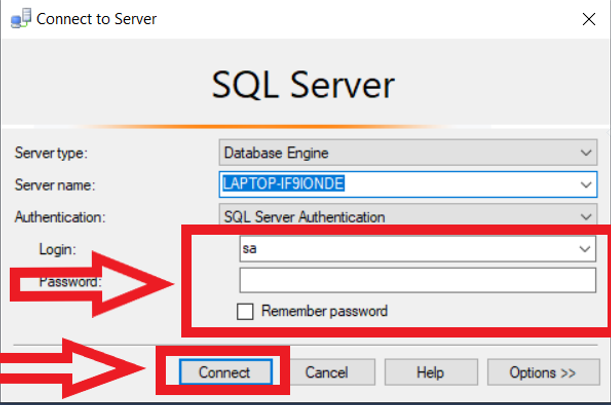 Connect to Server
SQL Server
Server type: Database Engine
Server name: LAPTOP-IF9IONDE
Authentication: SQL Server Authentication
Login: sa
Password:
Remember password
Connect Cancel Help Options >>